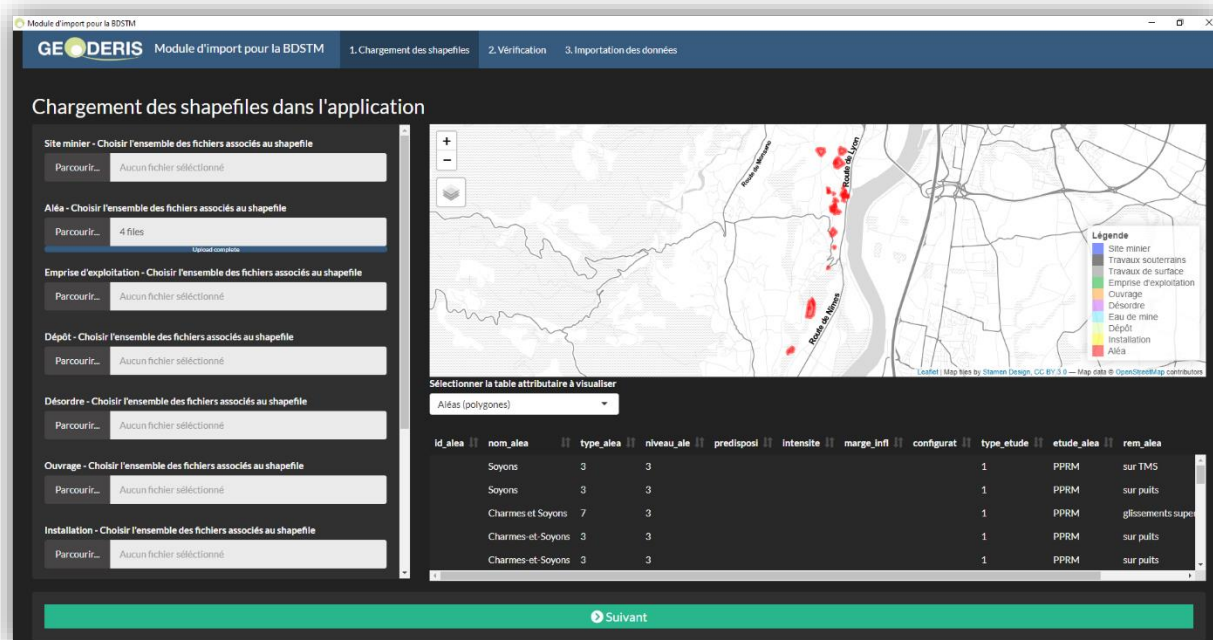 Module d'import pour la BDSTM
GEODERIS Module d'import pour la BDSTM 1. Chargement des shapefiles 2. Vérification 3. Importation des données
Chargement des shapefiles dans l'application
Site minier - Choisir l'ensemble des fichiers associés au shapefile
Parcourir... Aucun fichier séléctionné
Aléa - Choisir l'ensemble des fichiers associés au shapefile
Parcourir... 4 files
Upload complete
Emprise d'exploitation - Choisir l'ensemble des fichiers associés au shapefile
Parcourir... Aucun fichier séléctionné
Dépôt - Choisir l'ensemble des fichiers associés au shapefile
Parcourir... Aucun fichier séléctionné
Désordre - Choisir l'ensemble des fichiers associés au shapefile
Parcourir... Aucun fichier séléctionné
Ouvrage - Choisir l'ensemble des fichiers associés au shapefile
Parcourir... Aucun fichier séléctionné
Installation - Choisir l'ensemble des fichiers associés au shapefile
Parcourir... Aucun fichier séléctionné
+
−
Route de Lyon
Route de Nîmes
Légende
Site minier
Travaux souterrains
Travaux de surface
Emprise d'exploitation
Ouvrage
Désordre
Eau de mine
Dépôt
Installation
Aléa
Leaflet | Map tiles by Stamen Design, CC BY 3.0 — Map data © OpenStreetMap contributors
Sélectionner la table attributaire à visualiser
Aléas (polygones)
id_alea nom_alea type_alea niveau_ale predisposi intensite marge_infl configurat type_etude etude_alea rem_alea
Soyons 3 3 1 PPRM sur TMS
Soyons 3 3 1 PPRM sur puits
Charmes et Soyons 7 3 1 PPRM glissements super
Charmes-et-Soyons 3 3 1 PPRM sur puits
Charmes-et-Soyons 3 3 1 PPRM sur puits
Suivant